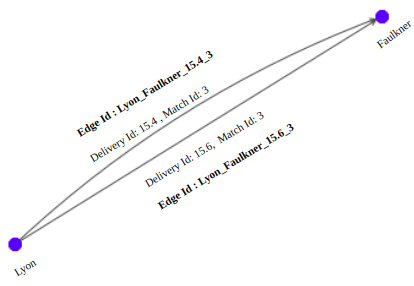 Faulkner
Edge Id : Lyon_Faulkner_15.4_3
Delivery Id: 15.4 , Match Id: 3
Delivery Id: 15.6, Match Id: 3
Edge Id : Lyon_Faulkner_15.6_3
Lyon